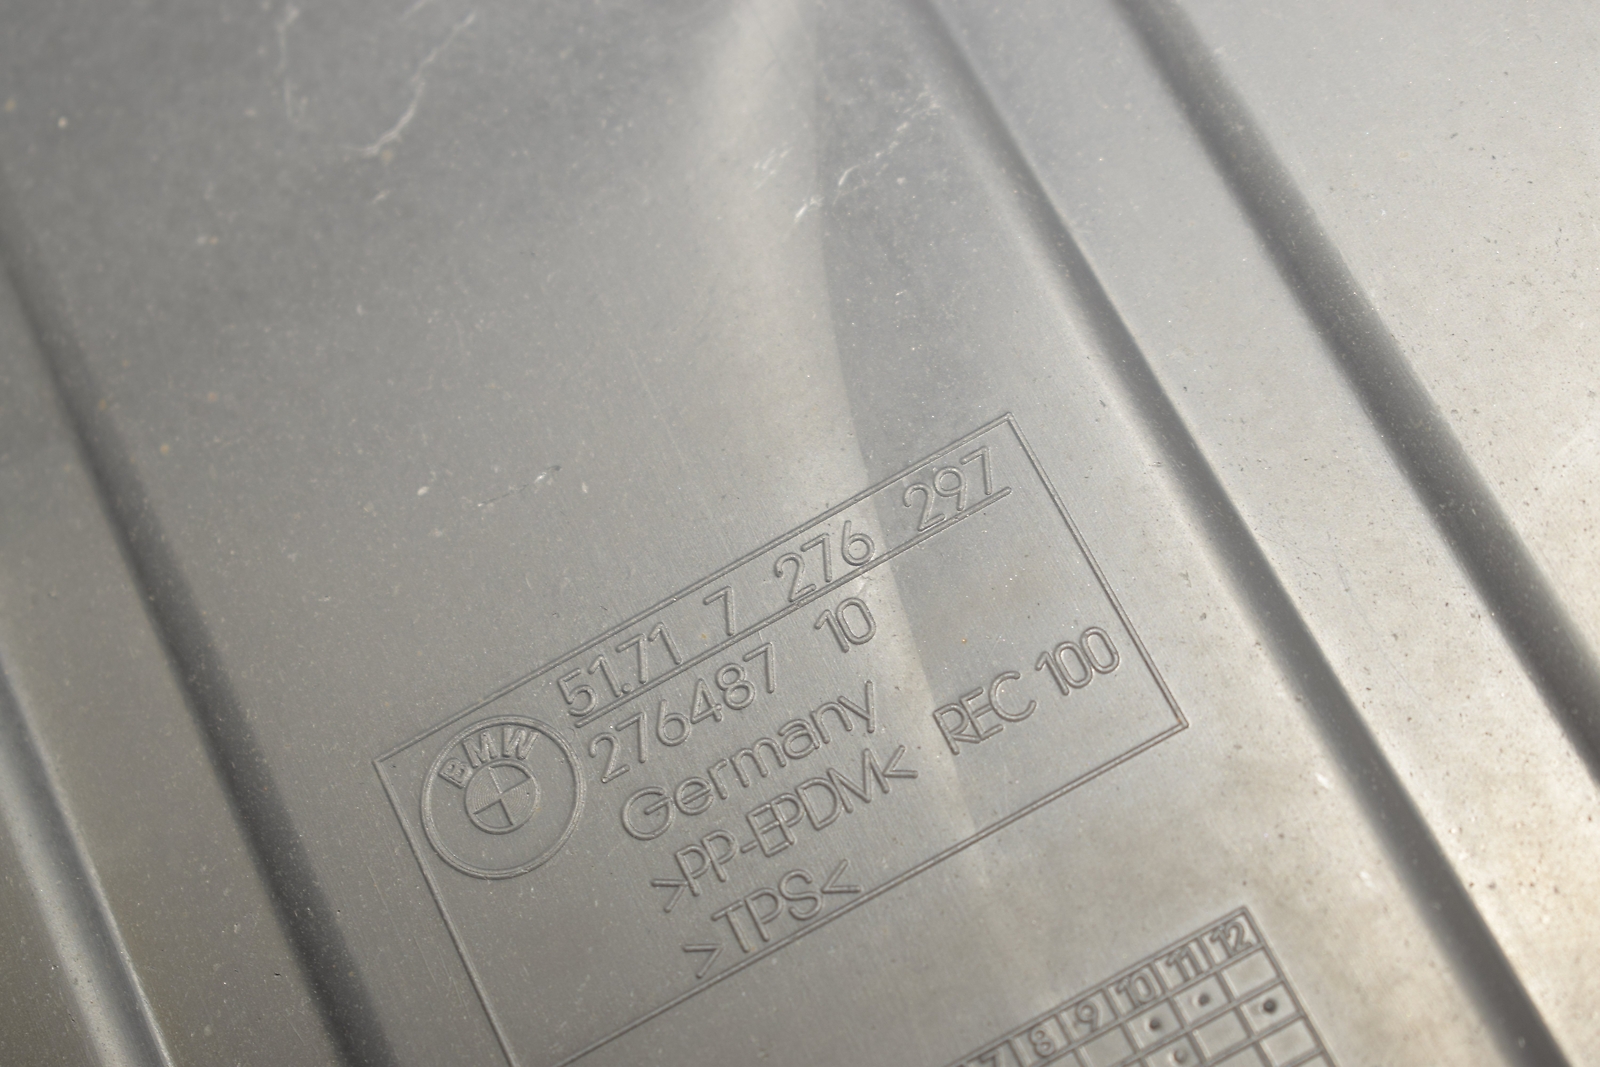 BMW
51.71 7 276 297
276487 10
Germany
>PP-EPDM< REC 100
>TPS<
7 8 9 10 11 12